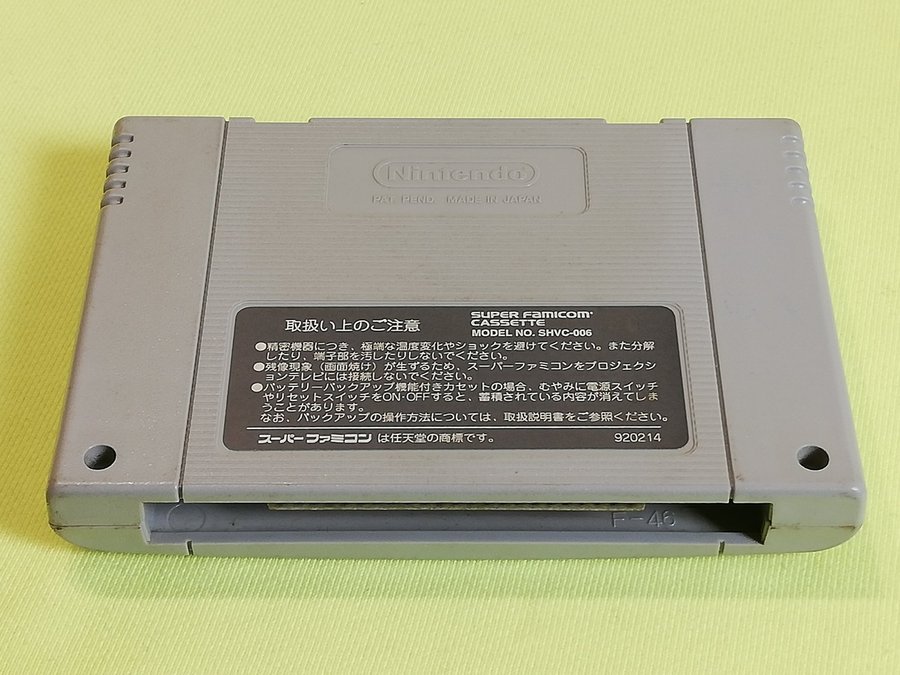 Nintendo
PAT. PEND. MADE IN JAPAN
取扱い上のご注意
SUPER FAMICOM
CASSETTE
MODEL NO. SHVC-006
●精密機器につき、極端な温度変化やショックを避けてください。また分解
したり、端子部を汚したりしないでください。
●残像現象(画面焼け)が生ずるため、スーパーファミコンをプロジェクシ
ョンテレビには接続しないでください。
●バッテリーバックアップ機能付きカセットの場合、むやみに電源スイッチ
やリセットスイッチをON・OFFすると、蓄積されている内容が消えてしま
うことがあります。
なお、バックアップの操作方法については、取扱説明書をご参照ください。
スーパーファミコン は任天堂の商標です。
920214
F-46